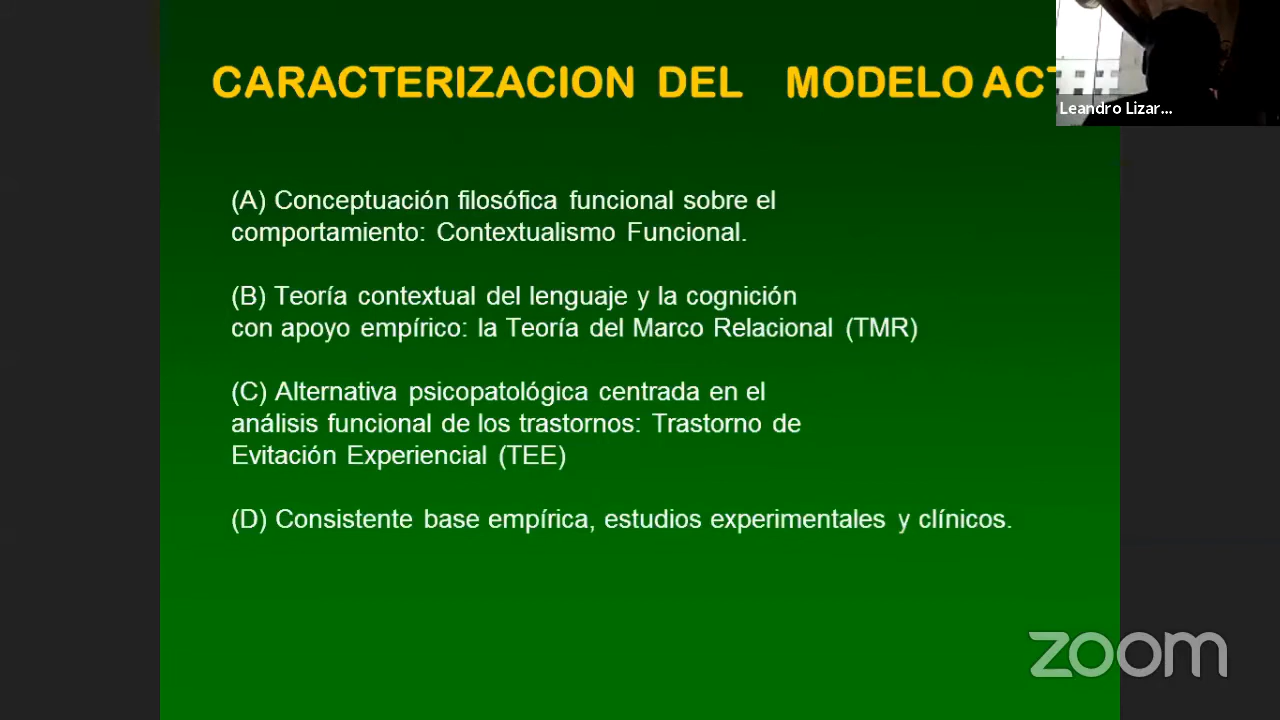 CARACTERIZACION DEL MODELO ACT
Leandro Lizar...
(A) Conceptuación filosófica funcional sobre el
comportamiento: Contextualismo Funcional.
(B) Teoría contextual del lenguaje y la cognición
con apoyo empírico: la Teoría del Marco Relacional (TMR)
(C) Alternativa psicopatológica centrada en el
análisis funcional de los trastornos: Trastorno de
Evitación Experiencial (TEE)
(D) Consistente base empírica, estudios experimentales y clínicos.
zoom